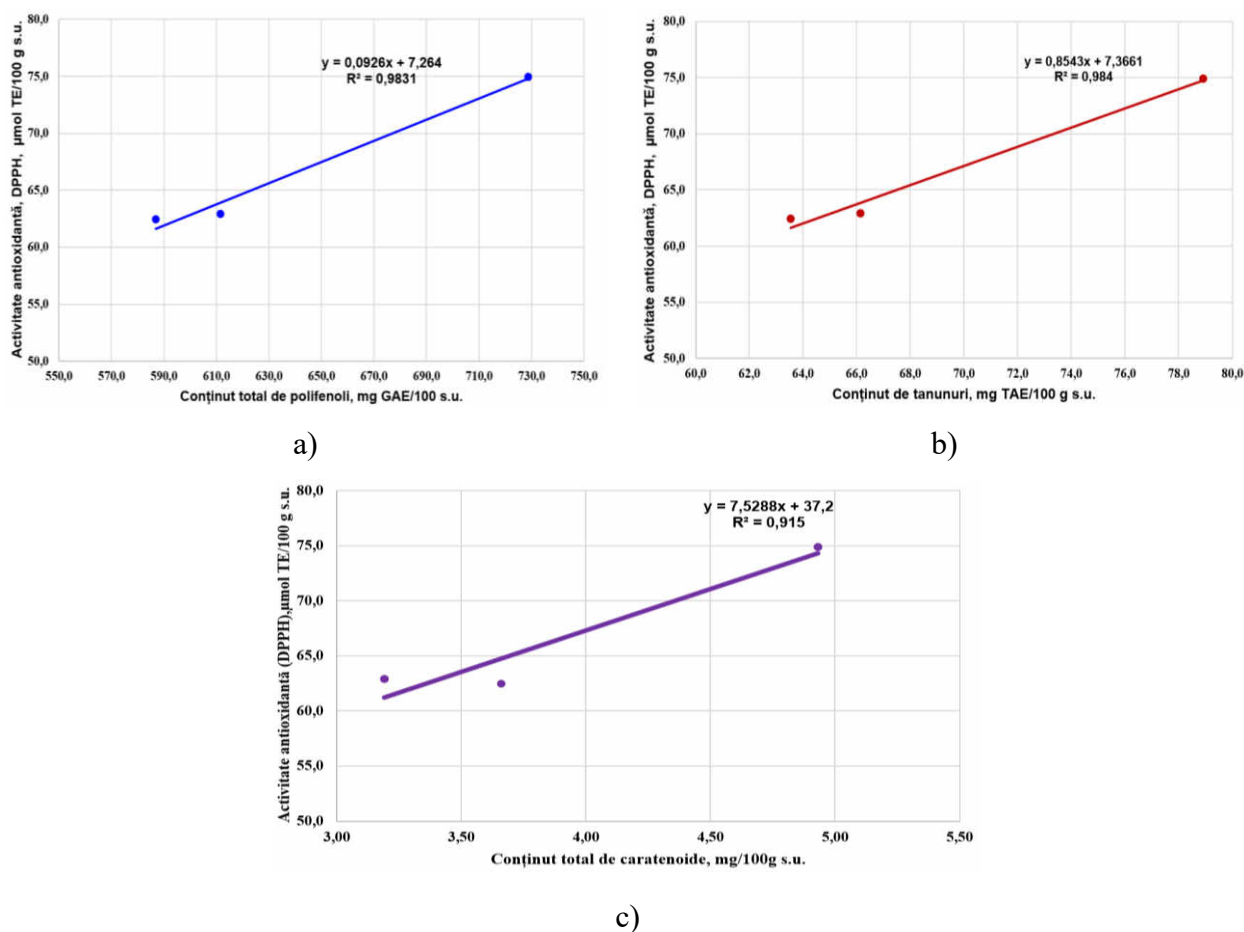 Activitate antioxidantă, DPPH, µmol TE/100 g s.u.
80,0
75,0
70,0
65,0
60,0
55,0
50,0
y = 0,0926x + 7,264
R² = 0,9831
550,0 570,0 590,0 610,0 630,0 650,0 670,0 690,0 710,0 730,0 750,0
Conținut total de polifenoli, mg GAE/100 s.u.
a)
Activitate antioxidantă, DPPH, µmol TE/100 g s.u.
80,0
75,0
70,0
65,0
60,0
55,0
50,0
y = 0,8543x + 7,3661
R² = 0,984
60,0 62,0 64,0 66,0 68,0 70,0 72,0 74,0 76,0 78,0 80,0
Conținut de tanunuri, mg TAE/100 g s.u.
b)
Activitate antioxidantă (DPPH),µmol TE/100 g s.u.
80,0
75,0
70,0
65,0
60,0
55,0
50,0
y = 7,5288x + 37,2
R² = 0,915
3,00 3,50 4,00 4,50 5,00 5,50
Conținut total de caratenoide, mg/100g s.u.
c)